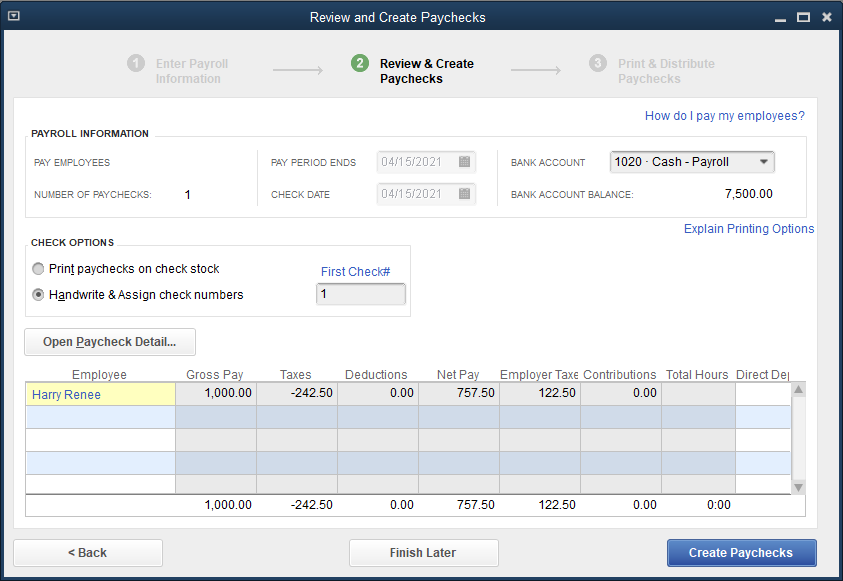 Review and Create Paychecks
1 Enter Payroll Information
2 Review & Create Paychecks
3 Print & Distribute Paychecks
How do I pay my employees?
PAYROLL INFORMATION
PAY EMPLOYEES
PAY PERIOD ENDS 04/15/2021
BANK ACCOUNT 1020 · Cash - Payroll
NUMBER OF PAYCHECKS: 1
CHECK DATE 04/15/2021
BANK ACCOUNT BALANCE: 7,500.00
Explain Printing Options
CHECK OPTIONS
Print paychecks on check stock
First Check#
Handwrite & Assign check numbers
1
Open Paycheck Detail...
Employee Gross Pay Taxes Deductions Net Pay Employer Taxe Contributions Total Hours Direct Dep
Harry Renee 1,000.00 -242.50 0.00 757.50 122.50 0.00
1,000.00 -242.50 0.00 757.50 122.50 0.00 0:00
< Back
Finish Later
Create Paychecks